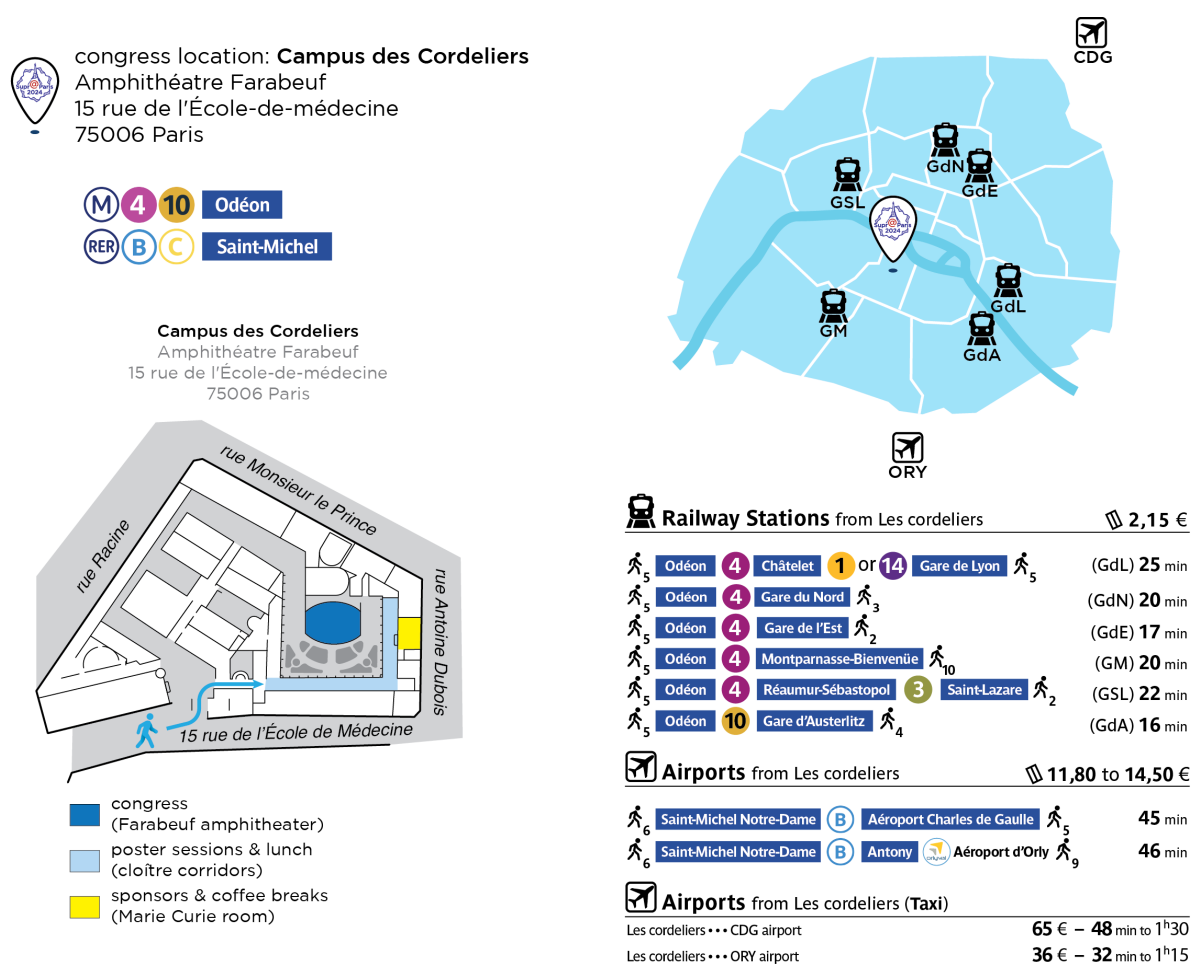 congress location: Campus des Cordeliers
Amphithéatre Farabeuf
15 rue de l'École-de-médecine
75006 Paris
Supr@Paris
2024
M 4 10 Odéon
RER B C Saint-Michel
Campus des Cordeliers
Amphithéatre Farabeuf
15 rue de l'École-de-médecine
75006 Paris
rue Monsieur le Prince
rue Racine
rue Antoine Dubois
15 rue de l'École de Médecine
congress
(Farabeuf amphitheater)
poster sessions & lunch
(cloître corridors)
sponsors & coffee breaks
(Marie Curie room)
CDG
GdN
GdE
GSL
Supr@Paris
2024
GdL
GM
GdA
ORY
Railway Stations from Les cordeliers 2,15 €
5 Odéon 4 Châtelet 1 or 14 Gare de Lyon 5 (GdL) 25 min
5 Odéon 4 Gare du Nord 3 (GdN) 20 min
5 Odéon 4 Gare de l'Est 2 (GdE) 17 min
5 Odéon 4 Montparnasse-Bienvenüe 10 (GM) 20 min
5 Odéon 4 Réaumur-Sébastopol 3 Saint-Lazare 2 (GSL) 22 min
5 Odéon 10 Gare d'Austerlitz 4 (GdA) 16 min
Airports from Les cordeliers 11,80 to 14,50 €
6 Saint-Michel Notre-Dame B Aéroport Charles de Gaulle 5 45 min
6 Saint-Michel Notre-Dame B Antony orlyval Aéroport d'Orly 9 46 min
Airports from Les cordeliers (Taxi)
Les cordeliers ••• CDG airport 65 € – 48 min to 1h30
Les cordeliers ••• ORY airport 36 € – 32 min to 1h15